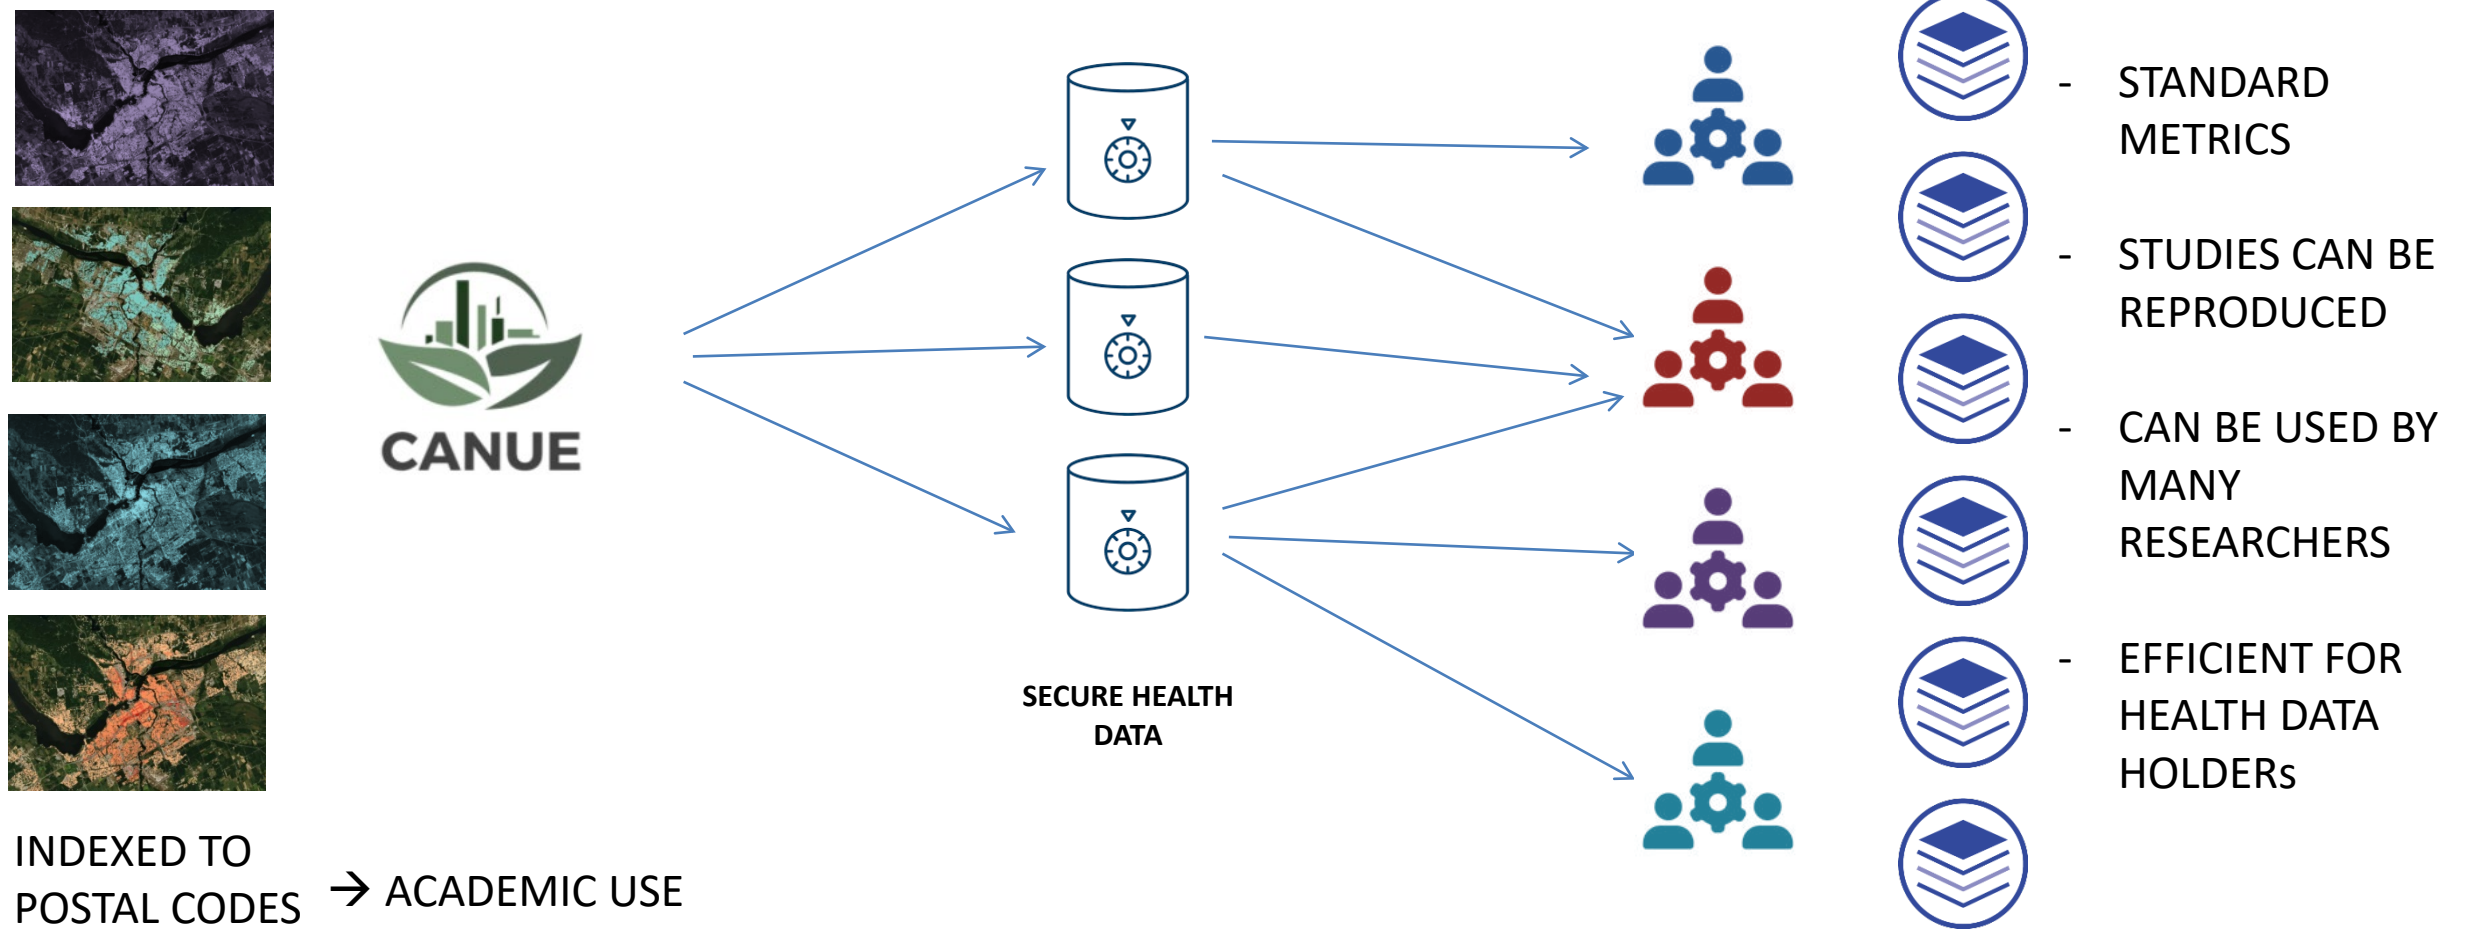 CANUE
SECURE HEALTH
DATA
INDEXED TO
POSTAL CODES
→ ACADEMIC USE
- STANDARD
METRICS
- STUDIES CAN BE
REPRODUCED
- CAN BE USED BY
MANY
RESEARCHERS
- EFFICIENT FOR
HEALTH DATA
HOLDERs